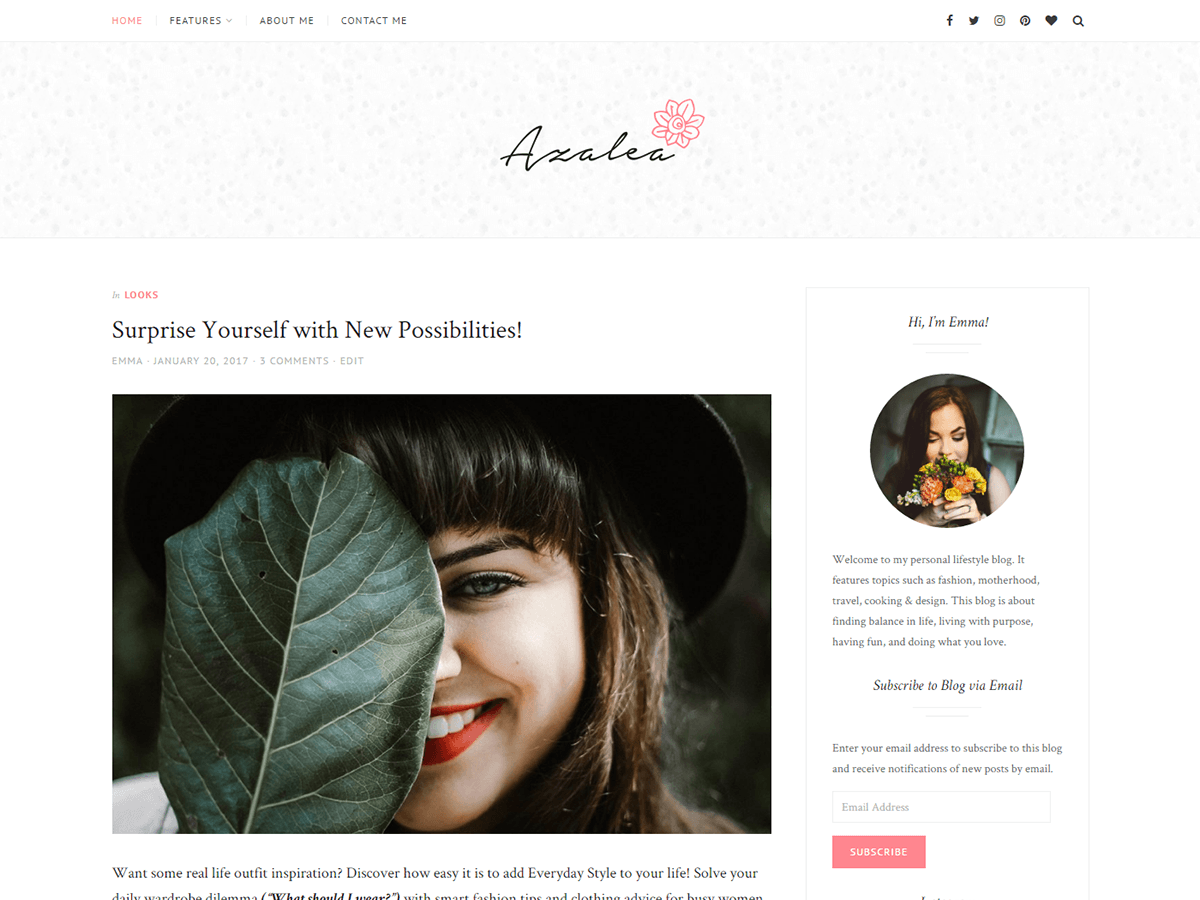 HOME
FEATURES
ABOUT ME
CONTACT ME
Azalea
In LOOKS
Surprise Yourself with New Possibilities!
EMMA · JANUARY 20, 2017 · 3 COMMENTS · EDIT
Want some real life outfit inspiration? Discover how easy it is to add Everyday Style to your life! Solve your
daily wardrobe dilemma (“What should I wear?”) with smart fashion tips and clothing advice for busy women
Hi, I'm Emma!
Welcome to my personal lifestyle blog. It
features topics such as fashion, motherhood,
travel, cooking & design. This blog is about
finding balance in life, living with purpose,
having fun, and doing what you love.
Subscribe to Blog via Email
Enter your email address to subscribe to this blog
and receive notifications of new posts by email.
Email Address
SUBSCRIBE